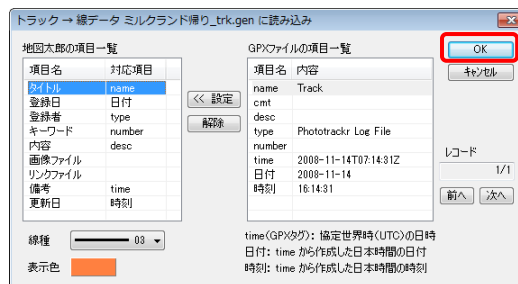 トラック → 線データ ミルクランド帰り_trk.gen に読み込み
地図太郎の項目一覧
項目名 対応項目
タイトル name
登録日 日付
登録者 type
キーワード number
内容 desc
画像ファイル
リンクファイル
備考 time
更新日 時刻
<< 設定
解除
GPXファイルの項目一覧
項目名 内容
name Track
cmt
desc
type Phototrackr Log File
number
time 2008-11-14T07:14:31Z
日付 2008-11-14
時刻 16:14:31
OK
キャンセル
レコード
1/1
前へ 次へ
線種 03
表示色
time(GPXタグ): 協定世界時(UTC)の日時
日付: time から作成した日本時間の日付
時刻: time から作成した日本時間の時刻